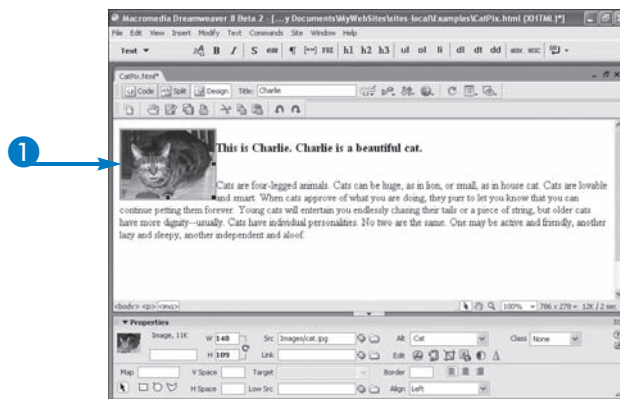 Macromedia Dreamweaver 8 Beta 2 - [...y Documents\MyWebSites\sites-local\Examples\CatPix.html (XHTML)*]
File Edit View Insert Modify Text Commands Site Window Help
Text B I S em ¶ [""] PRE h1 h2 h3 ul ol li dl dt dd
CatPix.html*
Code Split Design Title: Charlie
1
This is Charlie. Charlie is a beautiful cat.
Cats are four-legged animals. Cats can be huge, as in lion, or small, as in house cat. Cats are lovable
and smart. When cats approve of what you are doing, they purr to let you know that you can
continue petting them forever. Young cats will entertain you endlessly chasing their tails or a piece of string, but older cats
have more dignity--usually. Cats have individual personalities. No two are the same. One may be active and friendly, another
lazy and sleepy, another independent and aloof.
<body> <p> <img> 100% 786 x 278 12K / 2 sec
Properties
Image, 11K W 148 Src Images/cat.jpg Alt Cat Class None
H 109 Link Edit
Map V Space Target Border
H Space Low Src Align Left